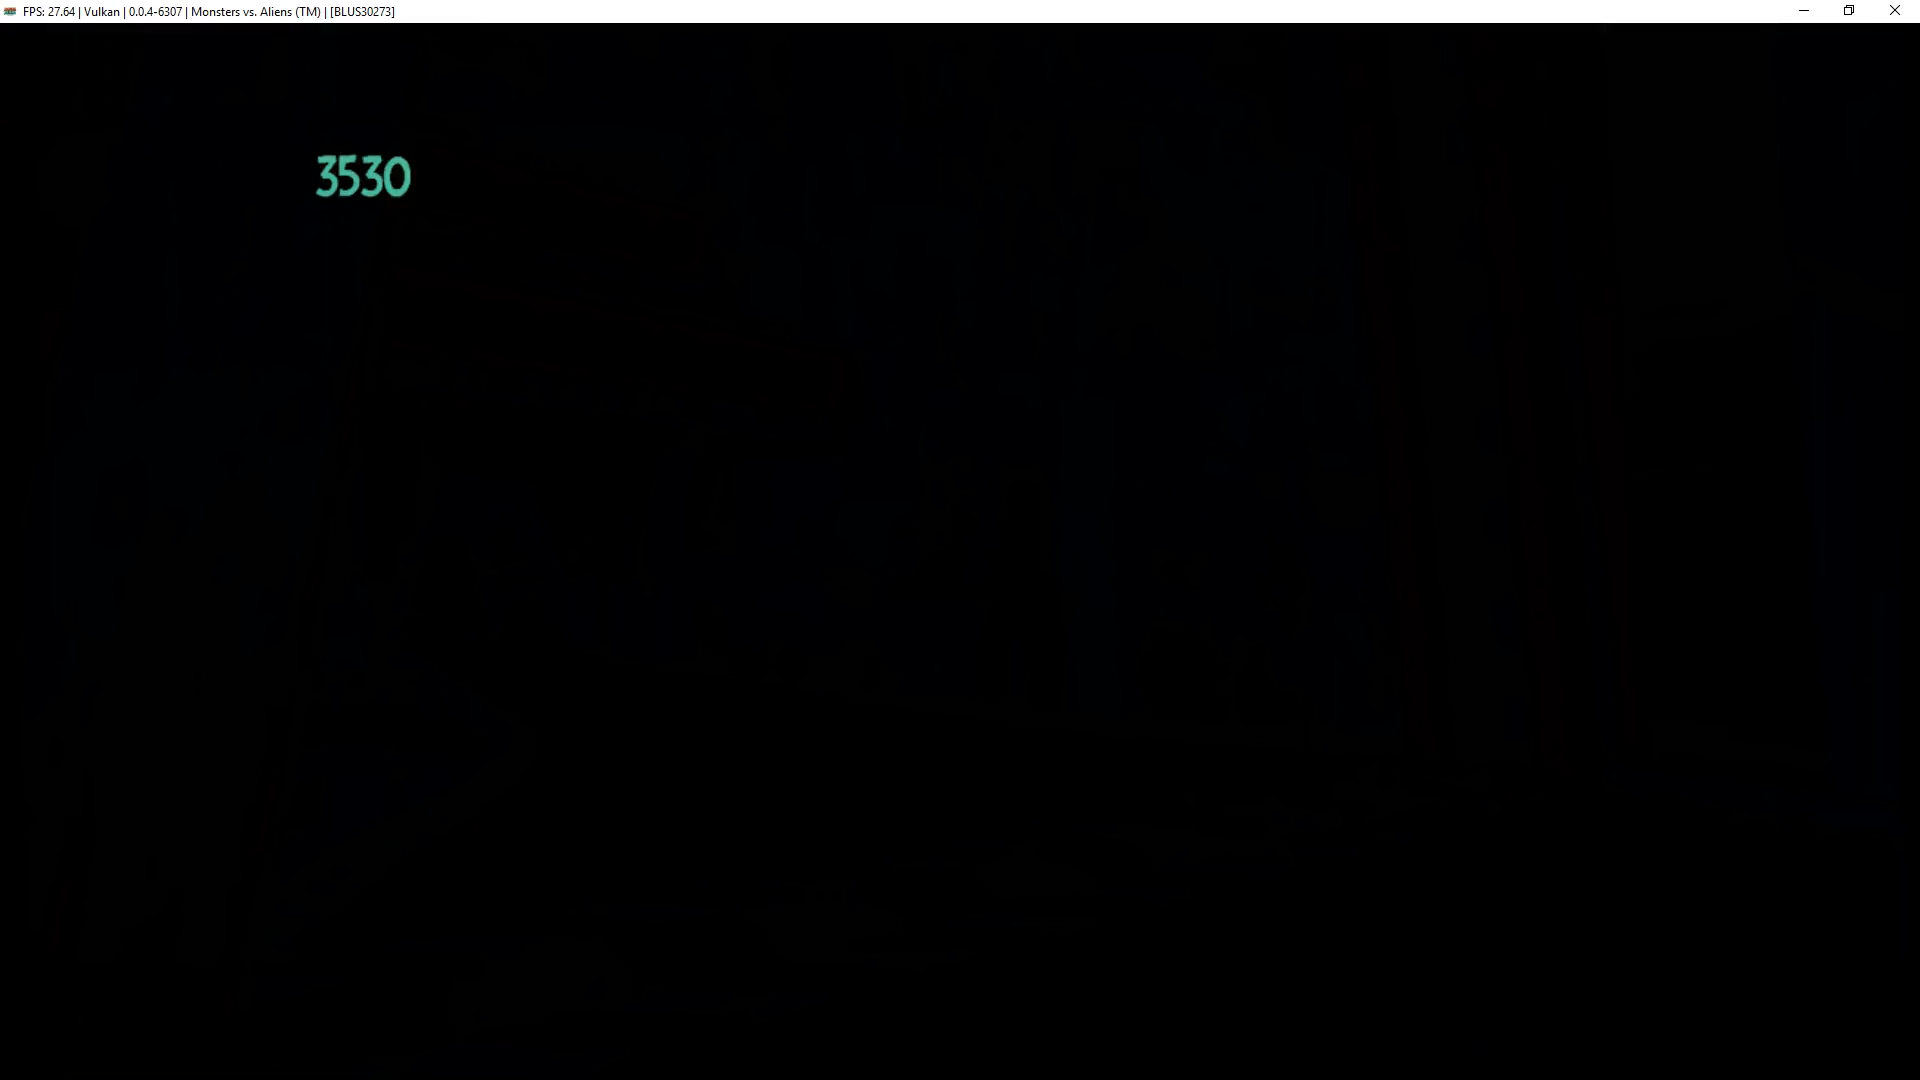 FPS: 27.64 | Vulkan | 0.0.4-6307 | Monsters vs. Aliens (TM) | [BLUS30273]
3530